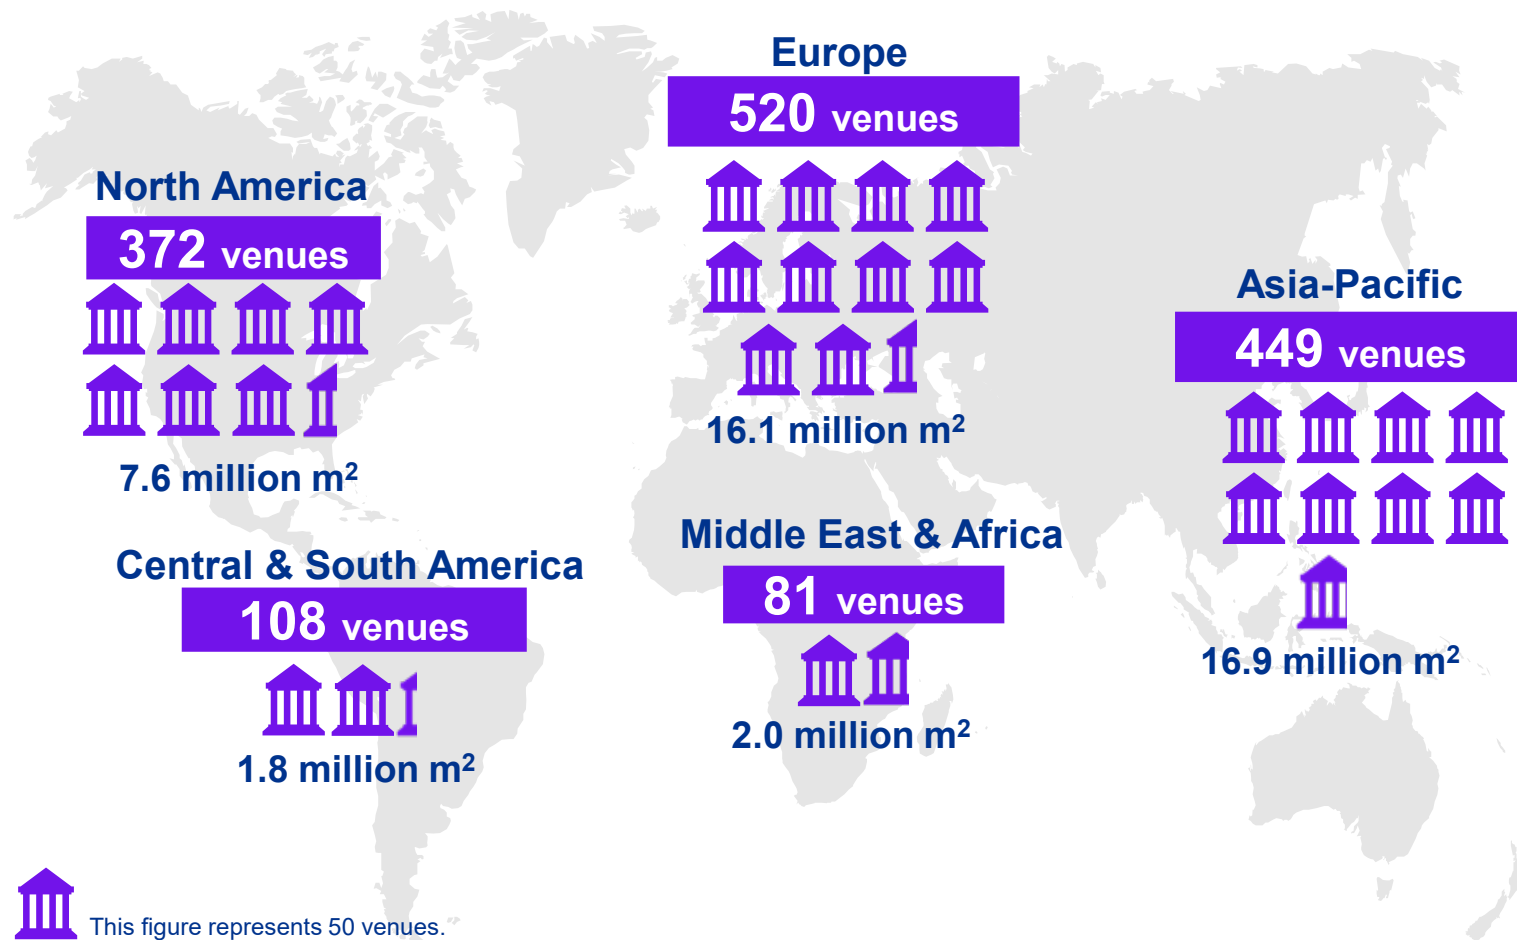 Europe
520 venues
16.1 million m²
North America
372 venues
7.6 million m²
Asia-Pacific
449 venues
16.9 million m²
Central & South America
108 venues
1.8 million m²
Middle East & Africa
81 venues
2.0 million m²
This figure represents 50 venues.